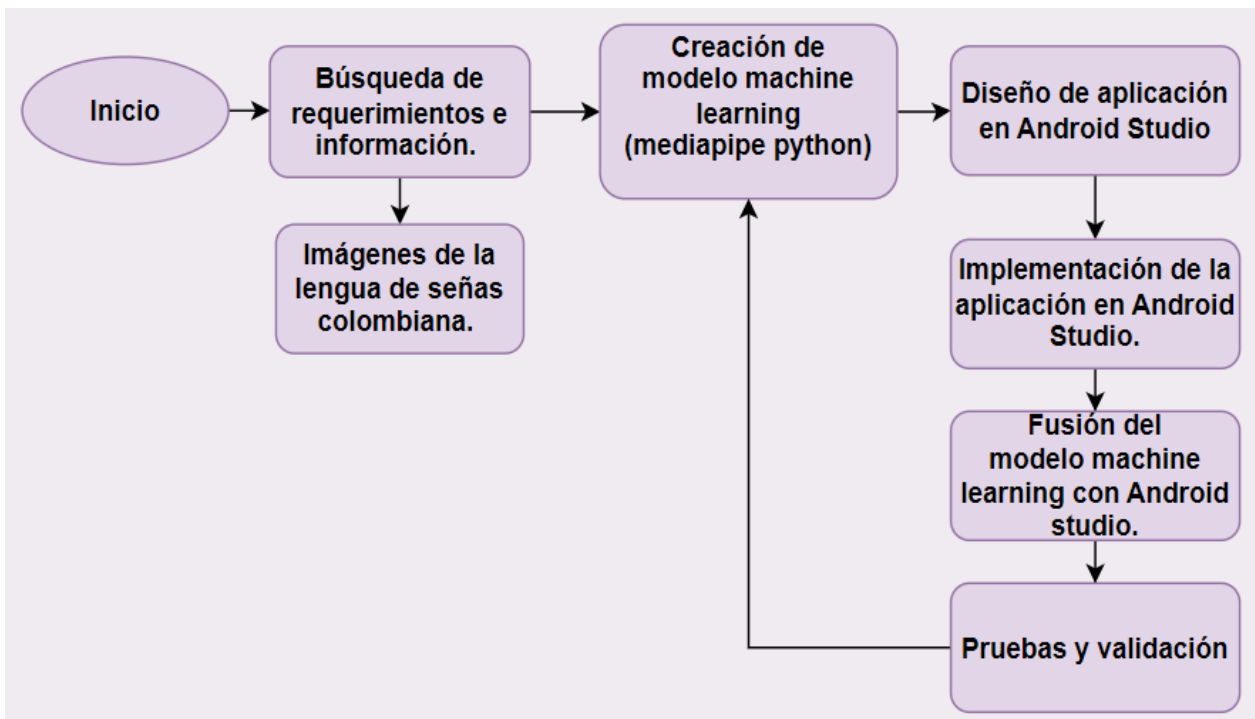 Inicio
Búsqueda de
requerimientos e
información.
Imágenes de la
lengua de señas
colombiana.
Creación de
modelo machine
learning
(mediapipe python)
Diseño de aplicación
en Android Studio
Implementación de la
aplicación en Android
Studio.
Fusión del
modelo machine
learning con Android
studio.
Pruebas y validación